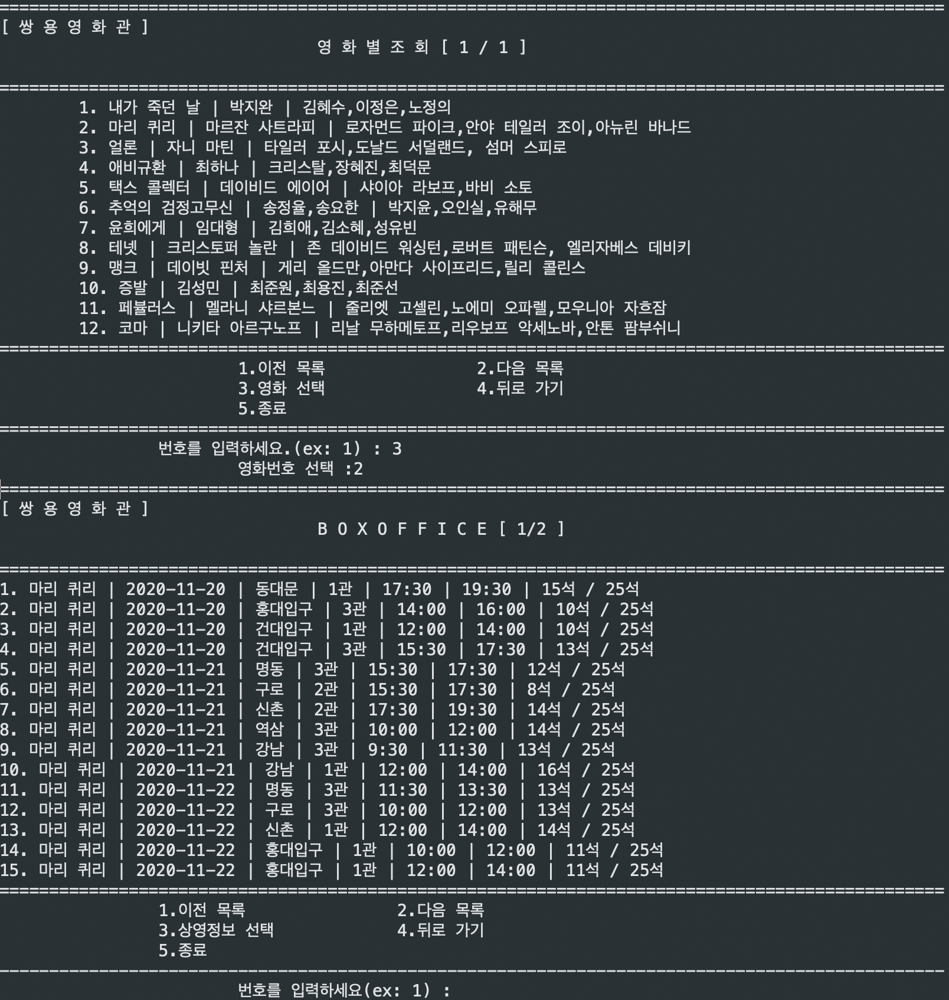 ===============================================================================================
[ 쌍 용 영 화 관 ]
영 화 별 조 회 [ 1 / 1 ]
===============================================================================================
1. 내가 죽던 날 | 박지완 | 김혜수,이정은,노정의
2. 마리 퀴리 | 마르잔 사트라피 | 로자먼드 파이크,안야 테일러 조이,아뉴린 바나드
3. 얼론 | 자니 마틴 | 타일러 포시,도날드 서덜랜드, 섬머 스피로
4. 애비규환 | 최하나 | 크리스탈,장혜진,최덕문
5. 택스 콜렉터 | 데이비드 에이어 | 샤이아 라보프,바비 소토
6. 추억의 검정고무신 | 송정율,송요한 | 박지윤,오인실,유해무
7. 윤희에게 | 임대형 | 김희애,김소혜,성유빈
8. 테넷 | 크리스토퍼 놀란 | 존 데이비드 워싱턴,로버트 패틴슨, 엘리자베스 데비키
9. 맹크 | 데이빗 핀처 | 게리 올드만,아만다 사이프리드,릴리 콜린스
10. 증발 | 김성민 | 최준원,최용진,최준선
11. 페뷸러스 | 멜라니 샤르본느 | 줄리엣 고셀린,노에미 오파렐,모우니아 자흐잠
12. 코마 | 니키타 아르구노프 | 리날 무하메토프,리우보프 악세노바,안톤 팜부쉬니
===============================================================================================
1.이전 목록 2.다음 목록
3.영화 선택 4.뒤로 가기
5.종료
===============================================================================================
번호를 입력하세요.(ex: 1) : 3
영화번호 선택 :2
===============================================================================================
[ 쌍 용 영 화 관 ]
B O X O F F I C E [ 1/2 ]
===============================================================================================
1. 마리 퀴리 | 2020-11-20 | 동대문 | 1관 | 17:30 | 19:30 | 15석 / 25석
2. 마리 퀴리 | 2020-11-20 | 홍대입구 | 3관 | 14:00 | 16:00 | 10석 / 25석
3. 마리 퀴리 | 2020-11-20 | 건대입구 | 1관 | 12:00 | 14:00 | 10석 / 25석
4. 마리 퀴리 | 2020-11-20 | 건대입구 | 3관 | 15:30 | 17:30 | 13석 / 25석
5. 마리 퀴리 | 2020-11-21 | 명동 | 3관 | 15:30 | 17:30 | 12석 / 25석
6. 마리 퀴리 | 2020-11-21 | 구로 | 2관 | 15:30 | 17:30 | 8석 / 25석
7. 마리 퀴리 | 2020-11-21 | 신촌 | 2관 | 17:30 | 19:30 | 14석 / 25석
8. 마리 퀴리 | 2020-11-21 | 역삼 | 3관 | 10:00 | 12:00 | 14석 / 25석
9. 마리 퀴리 | 2020-11-21 | 강남 | 3관 | 9:30 | 11:30 | 13석 / 25석
10. 마리 퀴리 | 2020-11-21 | 강남 | 1관 | 12:00 | 14:00 | 16석 / 25석
11. 마리 퀴리 | 2020-11-22 | 명동 | 3관 | 11:30 | 13:30 | 13석 / 25석
12. 마리 퀴리 | 2020-11-22 | 구로 | 3관 | 10:00 | 12:00 | 13석 / 25석
13. 마리 퀴리 | 2020-11-22 | 신촌 | 1관 | 12:00 | 14:00 | 14석 / 25석
14. 마리 퀴리 | 2020-11-22 | 홍대입구 | 1관 | 10:00 | 12:00 | 11석 / 25석
15. 마리 퀴리 | 2020-11-22 | 홍대입구 | 1관 | 12:00 | 14:00 | 11석 / 25석
===============================================================================================
1.이전 목록 2.다음 목록
3.상영정보 선택 4.뒤로 가기
5.종료
-----------------------------------------------------------------------------------------------
번호를 입력하세요(ex: 1) :